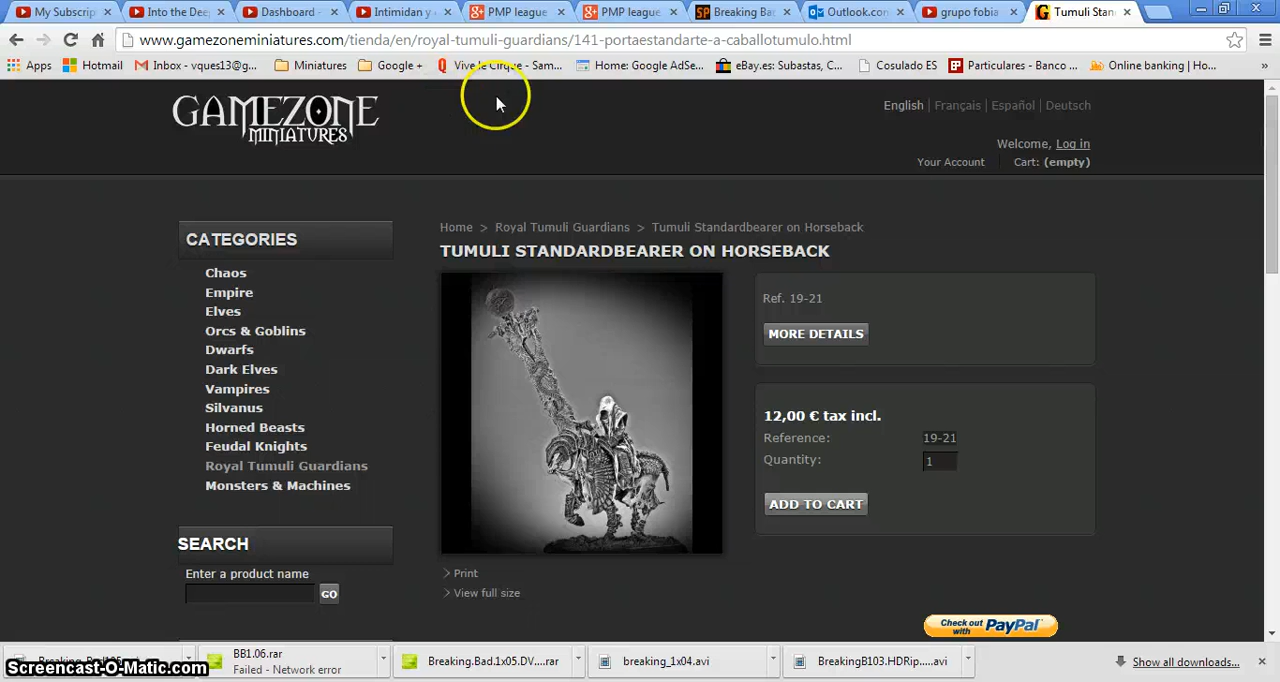 My Subscrip
Into the Dee
Dashboard -
Intimidan y
PMP league
PMP league
Breaking Ba
Outlook.con
grupo fobia
Tumuli Stan
www.gamezoneminiatures.com/tienda/en/royal-tumuli-guardians/141-portaestandarte-a-caballotumulo.html
Apps
Hotmail
Inbox - vques13@g...
Miniatures
Google +
Vive le Cirque - Sam...
Home: Google AdSe...
eBay.es: Subastas, C...
Cosulado ES
Particulares - Banco ...
Online banking | Ho...
»
GAMEZONE
MINIATURES
English | Français | Español | Deutsch
Welcome, Log in
Your Account
Cart: (empty)
CATEGORIES
Chaos
Empire
Elves
Orcs & Goblins
Dwarfs
Dark Elves
Vampires
Silvanus
Horned Beasts
Feudal Knights
Royal Tumuli Guardians
Monsters & Machines
SEARCH
Enter a product name
GO
Home > Royal Tumuli Guardians > Tumuli Standardbearer on Horseback
TUMULI STANDARDBEARER ON HORSEBACK
> Print
> View full size
Ref. 19-21
MORE DETAILS
12,00 € tax incl.
Reference: 19-21
Quantity: 1
ADD TO CART
Check out with PayPal
BB1.06.rar
Failed - Network error
Breaking.Bad.1x05.DV....rar
breaking_1x04.avi
BreakingB103.HDRip.....avi
Show all downloads...
Screencast-O-Matic.com